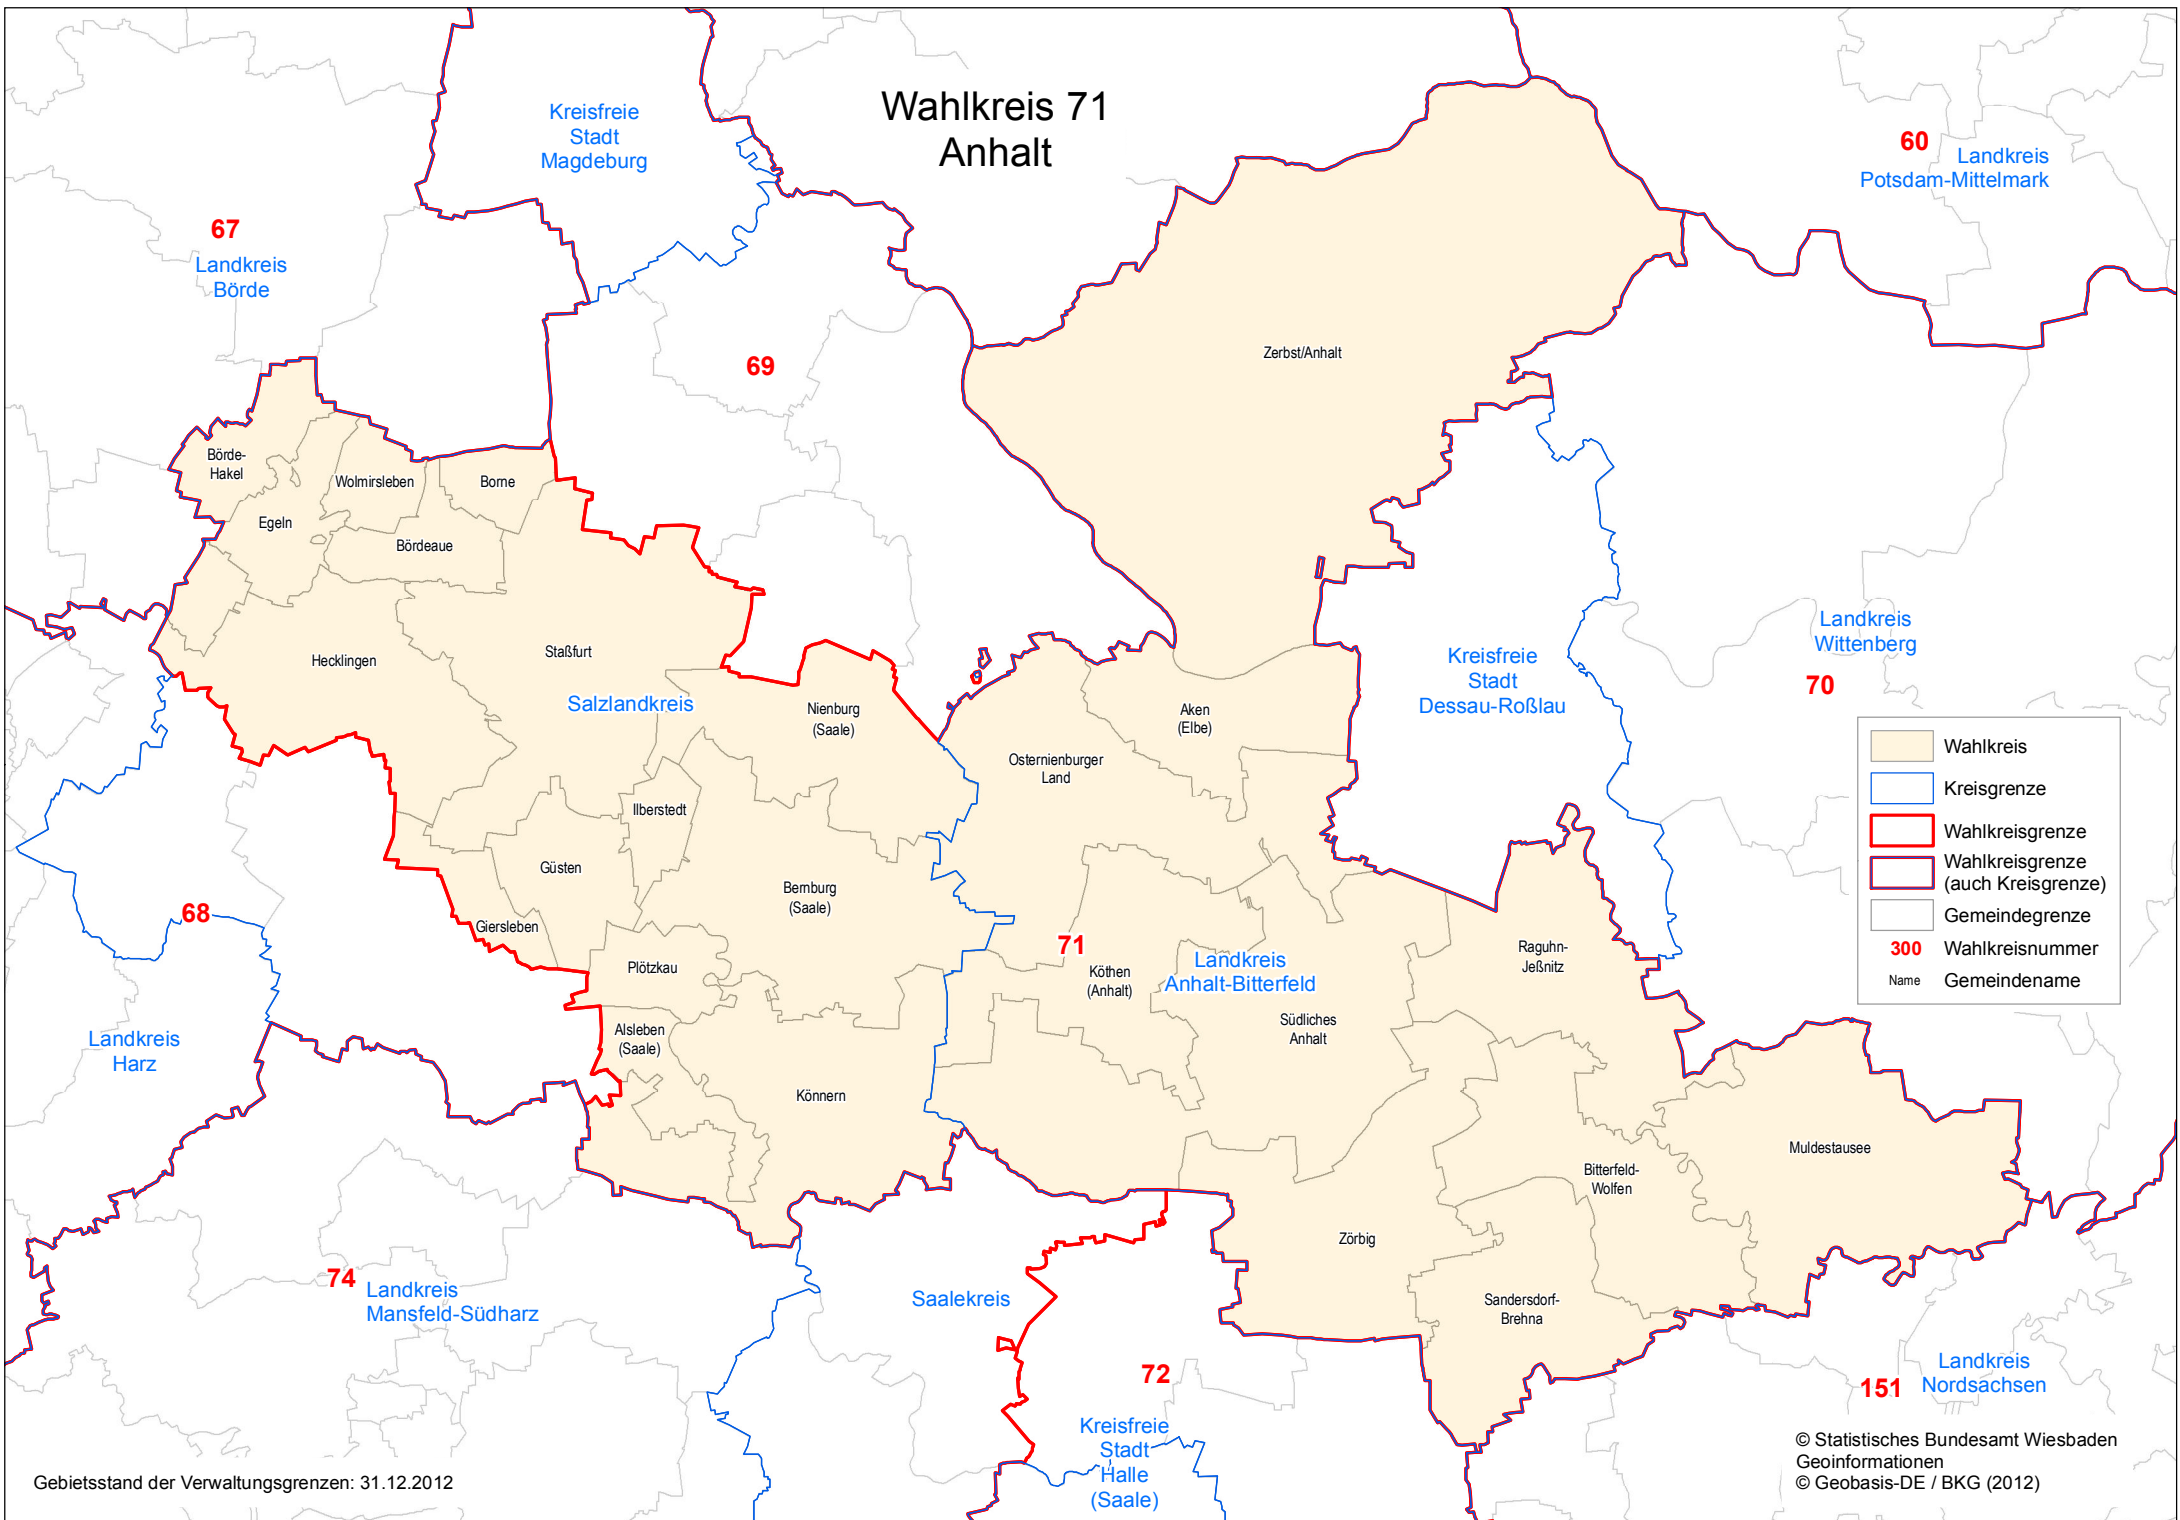 Wahlkreis 71
Anhalt
Kreisfreie
Stadt
Magdeburg
60
Landkreis
Potsdam-Mittelmark
67
Landkreis
Börde
69
Zerbst/Anhalt
Börde-
Hakel
Wolmirsleben
Borne
Egeln
Bördeaue
Hecklingen
Staßfurt
Salzlandkreis
Nienburg
(Saale)
Aken
(Elbe)
Osternienburger
Land
Kreisfreie
Stadt
Dessau-Roßlau
Landkreis
Wittenberg
70
Ilberstedt
Güsten
Bernburg
(Saale)
Giersleben
Plötzkau
68
71
Köthen
(Anhalt)
Landkreis
Anhalt-Bitterfeld
Südliches
Anhalt
Raguhn-
Jeßnitz
Wahlkreis
Kreisgrenze
Wahlkreisgrenze
Wahlkreisgrenze
(auch Kreisgrenze)
Gemeindegrenze
300 Wahlkreisnummer
Name Gemeindename
Landkreis
Harz
Alsleben
(Saale)
Könnern
Muldestausee
Bitterfeld-
Wolfen
Zörbig
Sandersdorf-
Brehna
74
Landkreis
Mansfeld-Südharz
Saalekreis
72
Kreisfreie
Stadt
Halle
(Saale)
151
Landkreis
Nordsachsen
Gebietsstand der Verwaltungsgrenzen: 31.12.2012
© Statistisches Bundesamt Wiesbaden
Geoinformationen
© Geobasis-DE / BKG (2012)